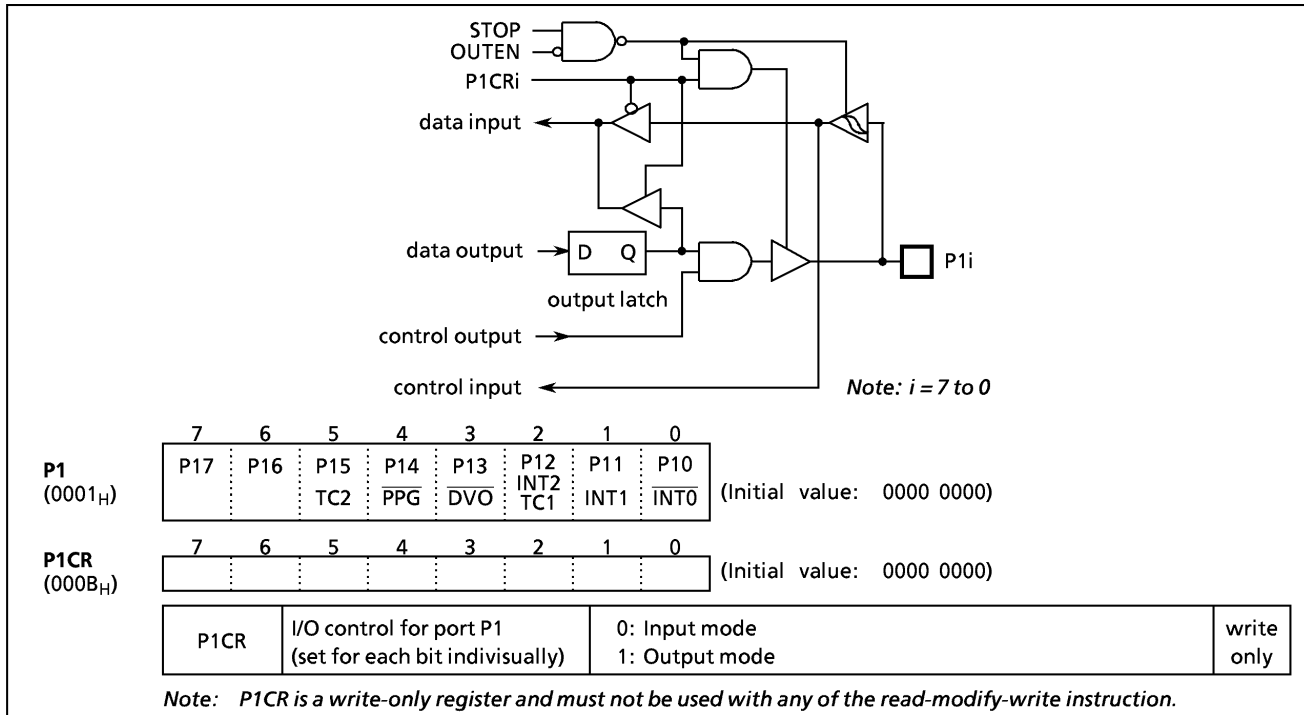 STOP
OUTEN
P1CRi
data input
data output
D Q
P1i
output latch
control output
control input
Note: i = 7 to 0
7 6 5 4 3 2 1 0
P1
(0001H)
P17 P16 P15 P14 P13 P12 P11 P10
TC2 PPG DVO INT2 INT1 INT0
TC1
(Initial value: 0000 0000)
7 6 5 4 3 2 1 0
P1CR
(000BH)
(Initial value: 0000 0000)
P1CR
I/O control for port P1
(set for each bit indivisually)
0: Input mode
1: Output mode
write
only
Note: P1CR is a write-only register and must not be used with any of the read-modify-write instruction.